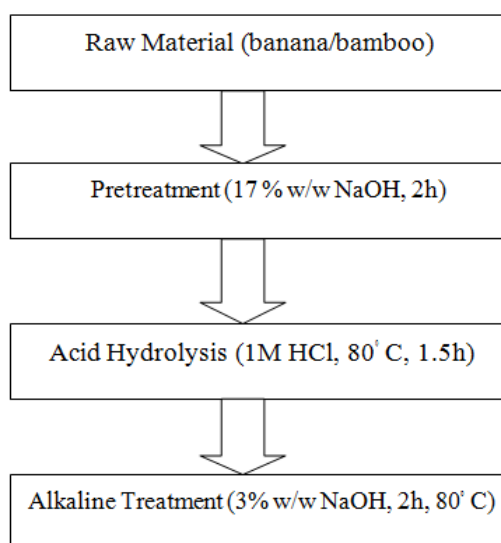 Raw Material (banana/bamboo)
Pretreatment (17% w/w NaOH, 2h)
Acid Hydrolysis (1M HCl, 80° C, 1.5h)
Alkaline Treatment (3% w/w NaOH, 2h, 80° C)